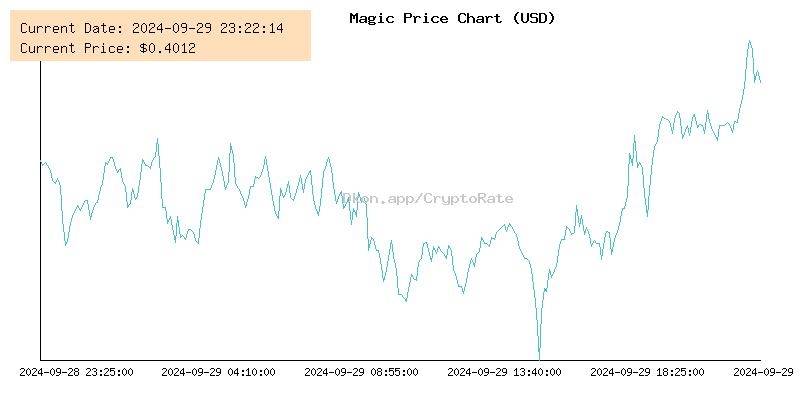 Magic Price Chart (USD)
Current Date: 2024-09-29 23:22:14
Current Price: $0.4012
Dkon.app/CryptoRate
2024-09-28 23:25:00 2024-09-29 04:10:00 2024-09-29 08:55:00 2024-09-29 13:40:00 2024-09-29 18:25:00 2024-09-29